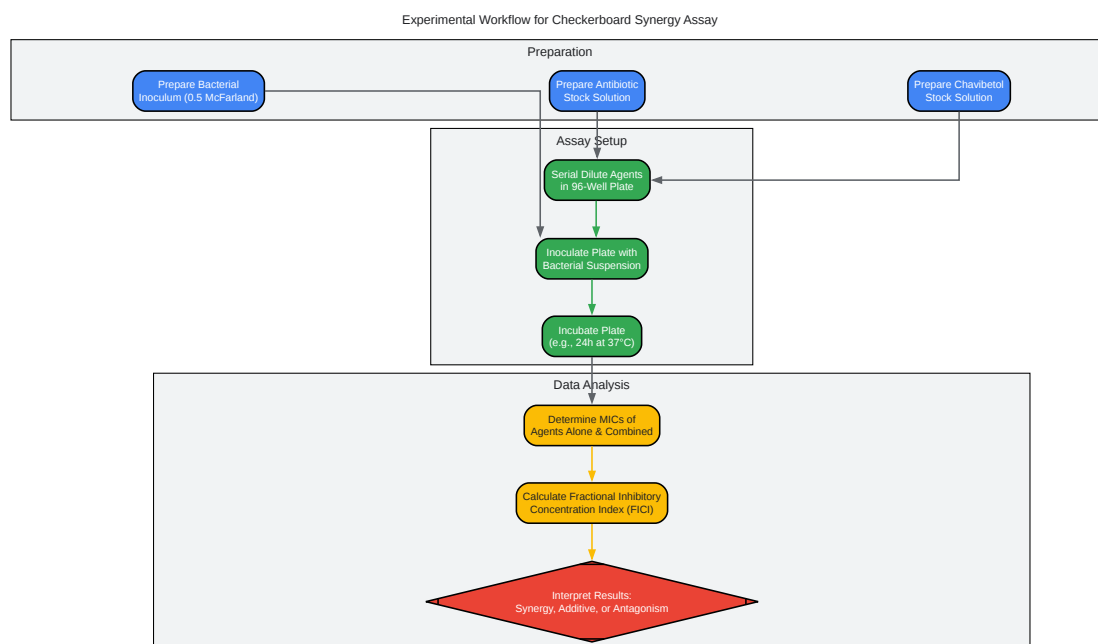 Experimental Workflow for Checkerboard Synergy Assay
Preparation
Prepare Bacterial
Inoculum (0.5 McFarland)
Prepare Antibiotic
Stock Solution
Prepare Chavibetol
Stock Solution
Assay Setup
Serial Dilute Agents
in 96-Well Plate
Inoculate Plate with
Bacterial Suspension
Incubate Plate
(e.g., 24h at 37°C)
Data Analysis
Determine MICs of
Agents Alone & Combined
Calculate Fractional Inhibitory
Concentration Index (FICI)
Interpret Results:
Synergy, Additive, or Antagonism